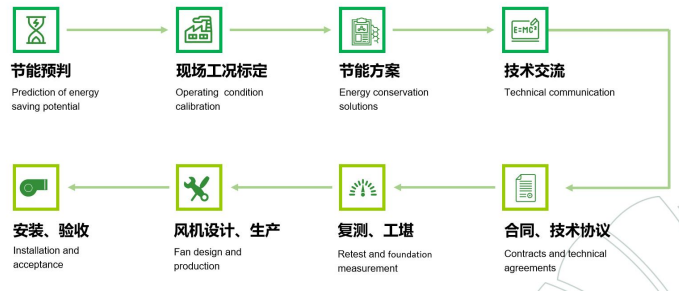 E=MC²
节能预判
现场工况标定
节能方案
技术交流
Prediction of energy
saving potential
Operating condition
calibration
Energy conservation
solutions
Technical communication
安装、验收
风机设计、生产
复测、工堪
合同、技术协议
Installation and
acceptance
Fan design and
production
Retest and foundation
measurement
Contracts and technical
agreements